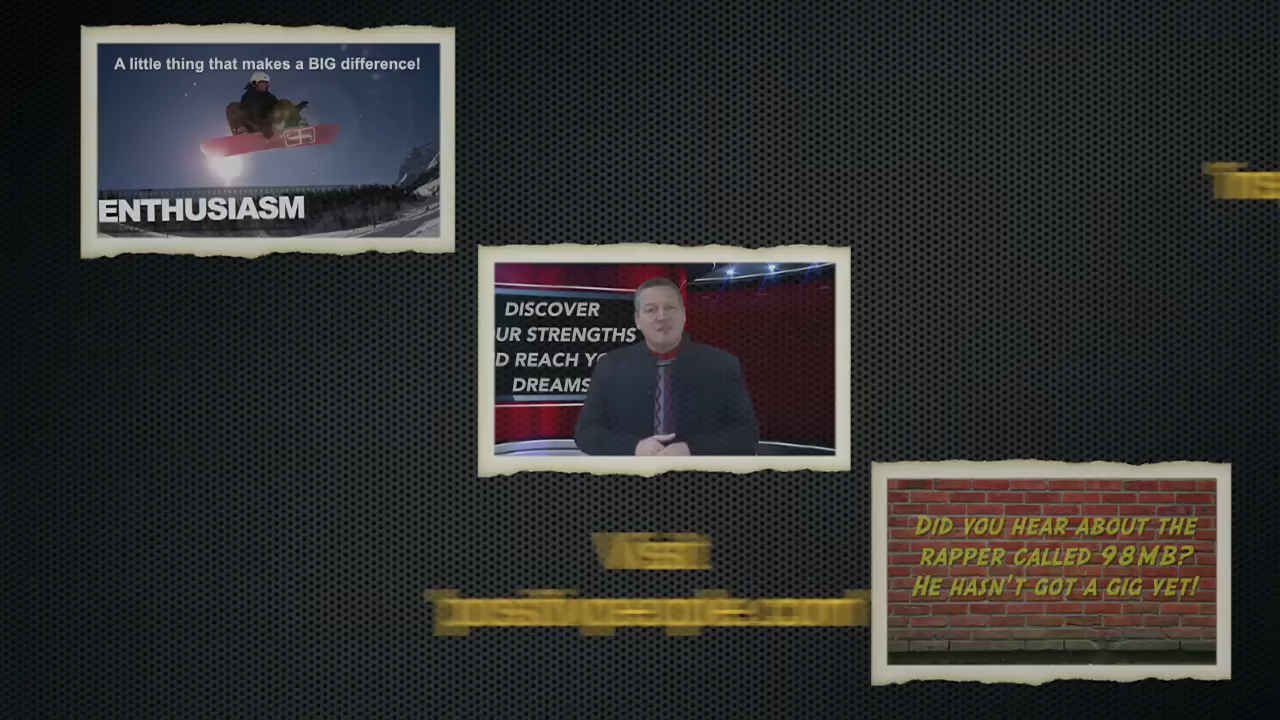 A little thing that makes a BIG difference!
ENTHUSIASM
DISCOVER
UR STRENGTHS
D REACH YO
DREAMS
DID YOU HEAR ABOUT THE
RAPPER CALLED 98MB?
HE HASN'T GOT A GIG YET!
Visit